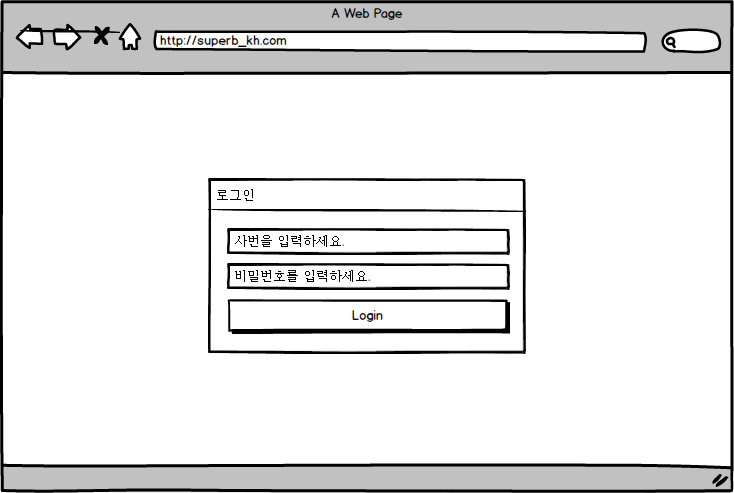 A Web Page
http://superb_kh.com
로그인
사번을 입력하세요.
비밀번호를 입력하세요.
Login